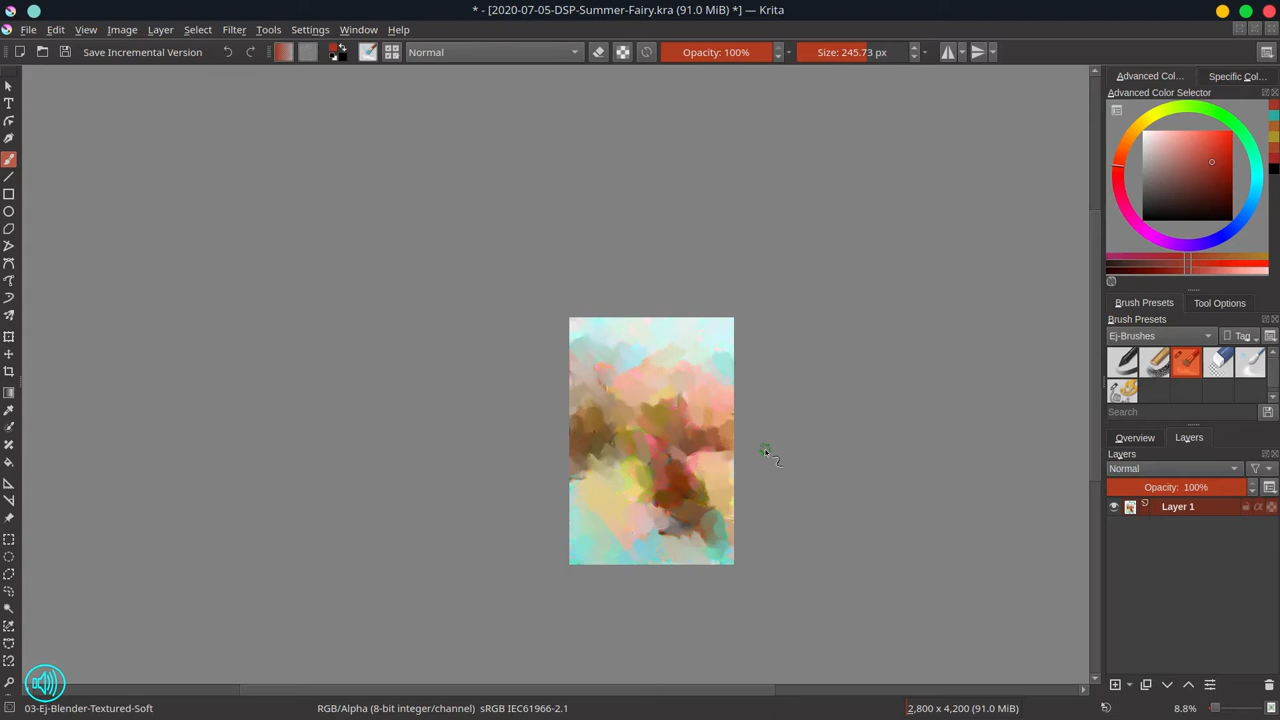 * - [2020-07-05-DSP-Summer-Fairy.kra (91.0 MiB) *] — Krita
File Edit View Image Layer Select Filter Tools Settings Window Help
Save Incremental Version Normal Opacity: 100% Size: 245.73 px
Advanced Col... Specific Col...
Advanced Color Selector
Brush Presets Tool Options
Brush Presets
Ej-Brushes Tag
Search
Overview Layers
Layers
Normal
Opacity: 100%
Layer 1
03-Ej-Blender-Textured-Soft RGB/Alpha (8-bit integer/channel) sRGB IEC61966-2.1 2,800 x 4,200 (91.0 MiB) 8.8%